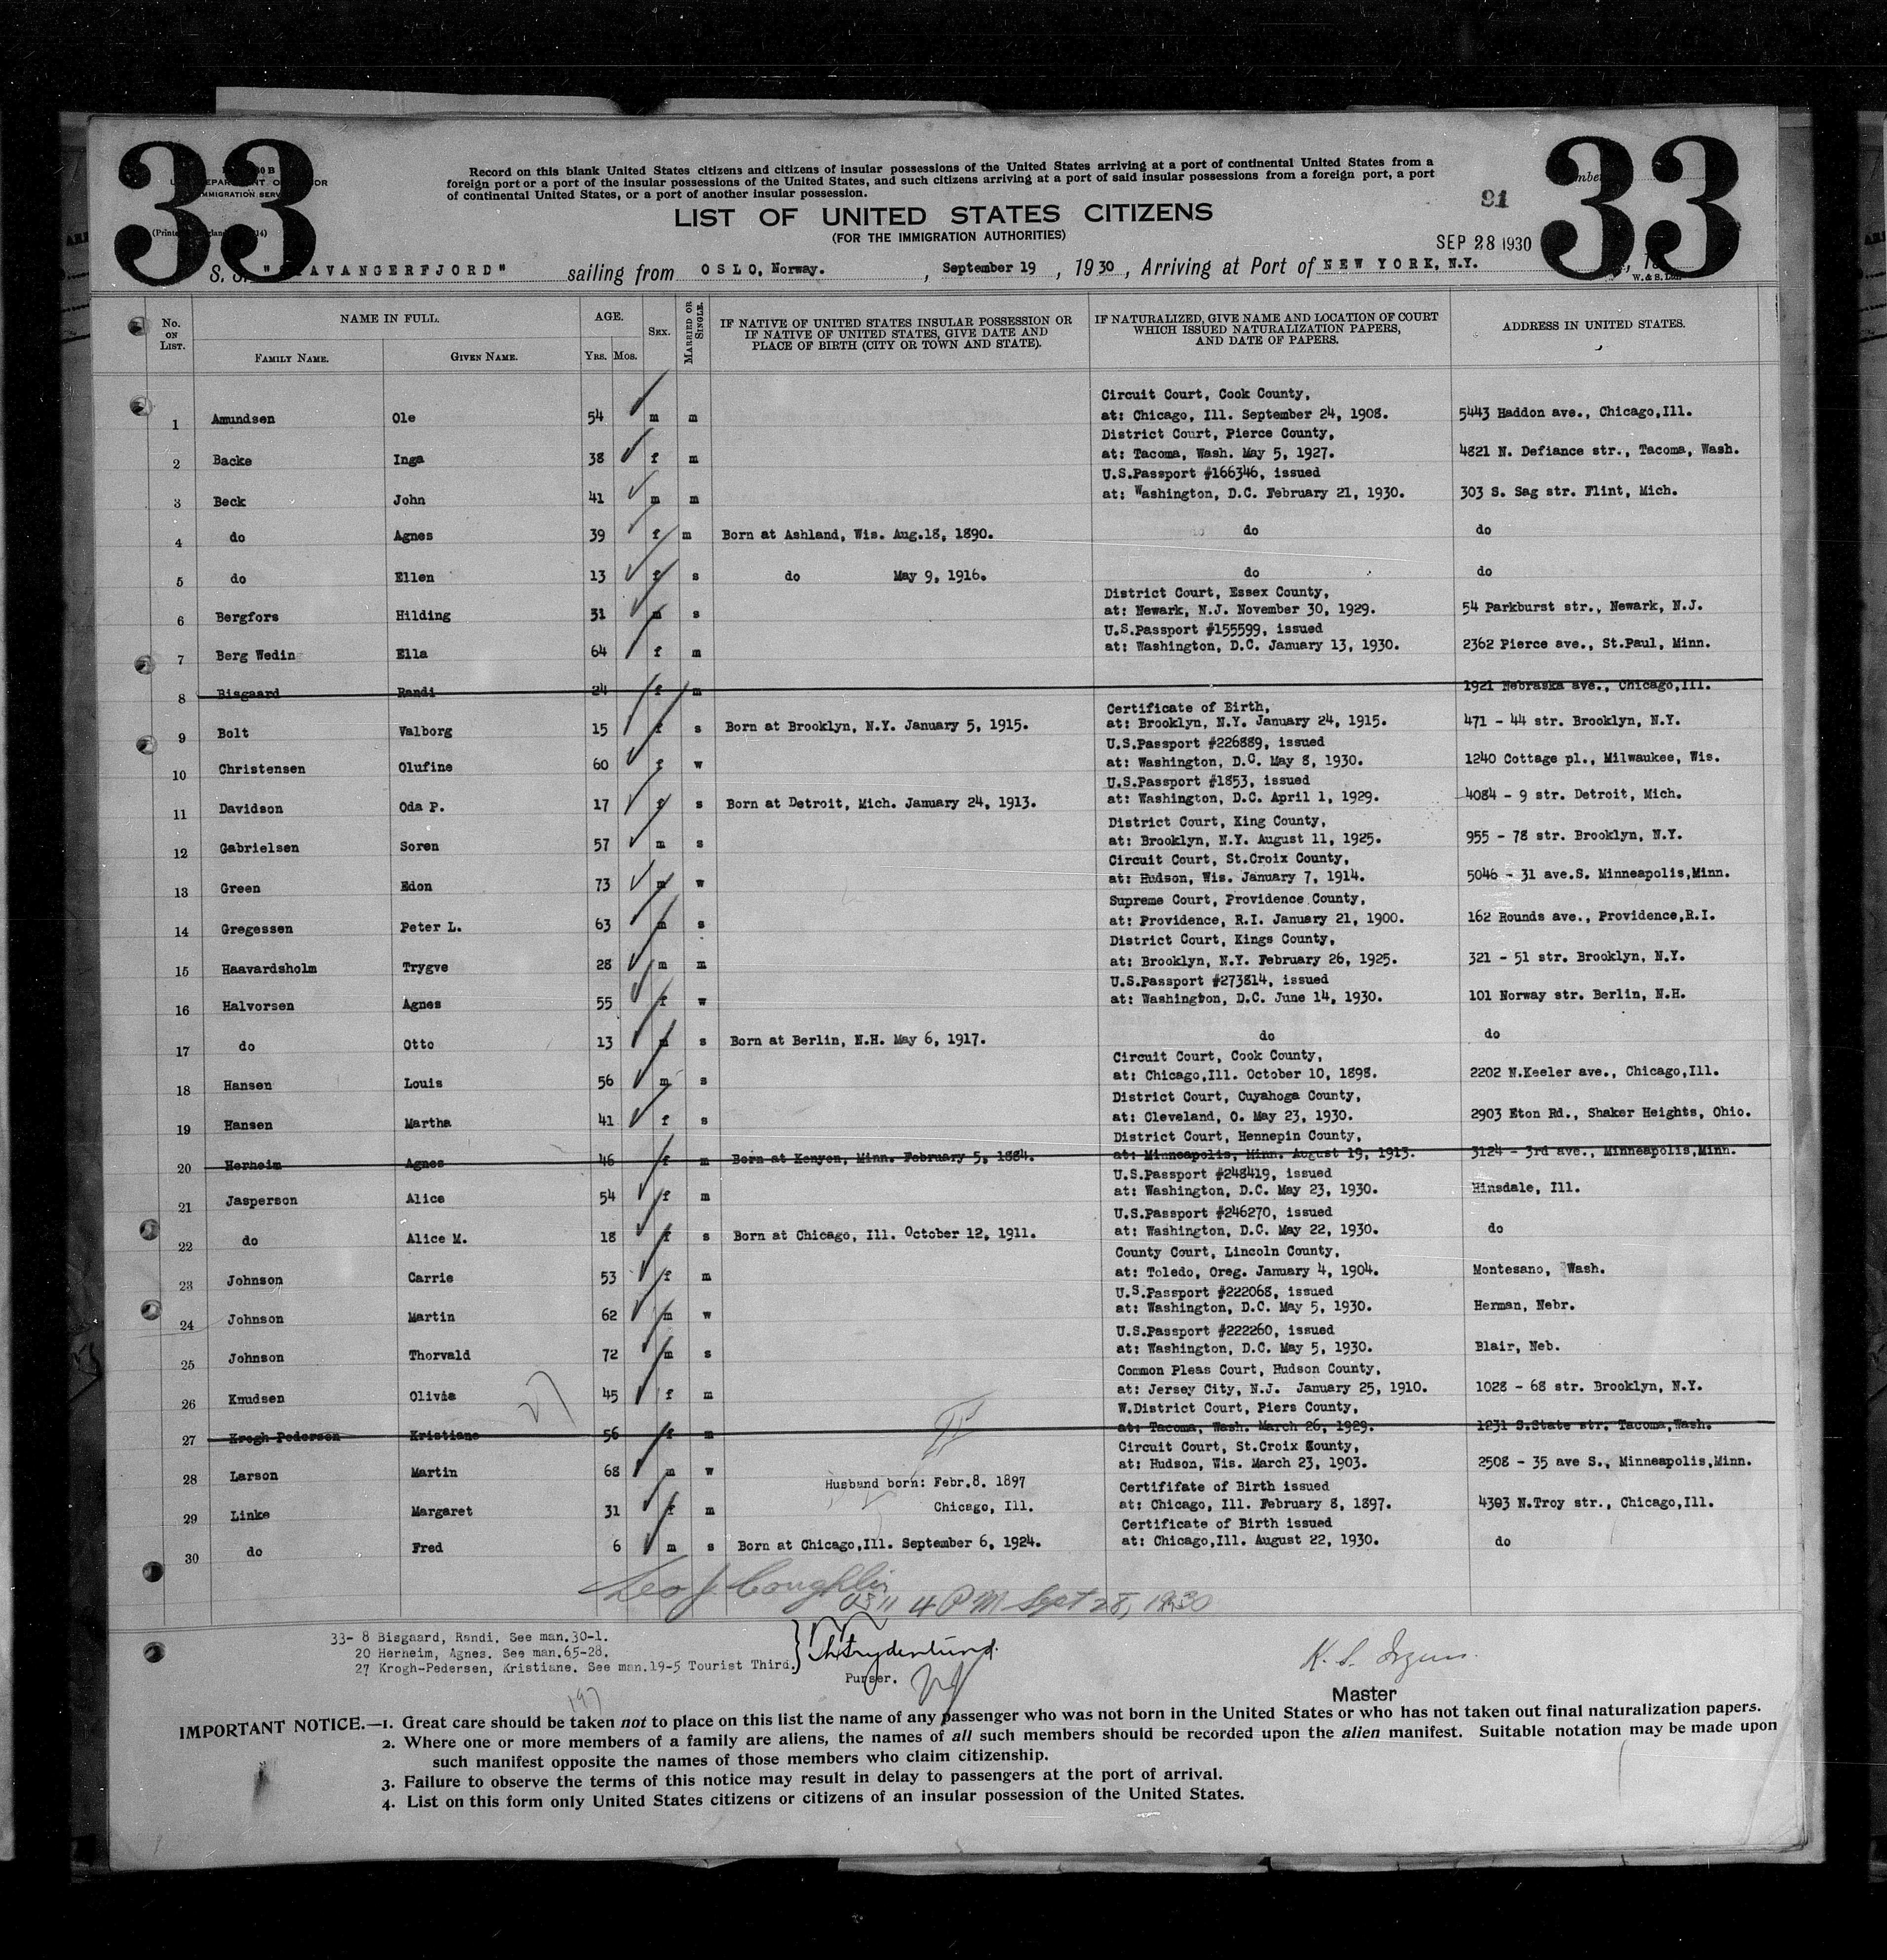 33
33
30 B
(Printed
Record on this blank United States citizens and citizens of insular possessions of the United States arriving at a port of continental United States from a
foreign port or a port of the insular possessions of the United States, and such citizens arriving at a port of said insular possessions from a foreign port, a port
of continental United States, or a port of another insular possession.
91
LIST OF UNITED STATES CITIZENS
(FOR THE IMMIGRATION AUTHORITIES)
SEP 28 1930
S. S. "STAVANGERFJORD" sailing from OSLO, Norway. , September 19 , 1930 , Arriving at Port of NEW YORK, N.Y.
No. on List. NAME IN FULL. Family Name. Given Name. AGE. Yrs. Mos. Sex. Married or Single. IF NATIVE OF UNITED STATES INSULAR POSSESSION OR IF NATIVE OF UNITED STATES, GIVE DATE AND PLACE OF BIRTH (CITY OR TOWN AND STATE). IF NATURALIZED, GIVE NAME AND LOCATION OF COURT WHICH ISSUED NATURALIZATION PAPERS, AND DATE OF PAPERS. ADDRESS IN UNITED STATES.
Circuit Court, Cook County,
1 Amundsen Ole 54 m m at: Chicago, Ill. September 24, 1908. 5443 Haddon ave., Chicago,Ill.
District Court, Pierce County,
2 Backe Inga 38 f m at: Tacoma, Wash. May 5, 1927. 4821 N. Defiance str., Tacoma, Wash.
U.S.Passport #166346, issued
3 Beck John 41 m m at: Washington, D.C. February 21, 1930. 303 S. Sag str. Flint, Mich.
4 do Agnes 39 f m Born at Ashland, Wis. Aug.18, 1890. do do
5 do Ellen 13 f s do May 9, 1916. do do
District Court, Essex County,
6 Bergfors Hilding 31 m s at: Newark, N.J. November 30, 1929. 54 Parkburst str., Newark, N.J.
U.S.Passport #155599, issued
7 Berg Wedin Ella 64 f m at: Washington, D.C. January 13, 1930. 2362 Pierce ave., St.Paul, Minn.
8 Bisgaard Randi 24 f m 1921 Nebraska ave., Chicago,Ill.
Certificate of Birth,
9 Bolt Valborg 15 f s Born at Brooklyn, N.Y. January 5, 1915. at: Brooklyn, N.Y. January 24, 1915. 471 - 44 str. Brooklyn, N.Y.
U.S.Passport #226889, issued
10 Christensen Olufine 60 f w at: Washington, D.C. May 8, 1930. 1240 Cottage pl., Milwaukee, Wis.
U.S.Passport #1853, issued
11 Davidson Oda P. 17 f s Born at Detroit, Mich. January 24, 1913. at: Washington, D.C. April 1, 1929. 4084 - 9 str. Detroit, Mich.
District Court, King County,
12 Gabrielsen Soren 57 m s at: Brooklyn, N.Y. August 11, 1925. 955 - 78 str. Brooklyn, N.Y.
Circuit Court, St.Croix County,
13 Green Edon 73 m w at: Hudson, Wis. January 7, 1914. 5046 - 31 ave.S. Minneapolis,Minn.
Supreme Court, Providence County,
14 Gregessen Peter L. 63 m s at: Providence, R.I. January 21, 1900. 162 Rounds ave., Providence,R.I.
District Court, Kings County,
15 Haavardsholm Trygve 28 m m at: Brooklyn, N.Y. February 26, 1925. 321 - 51 str. Brooklyn, N.Y.
U.S.Passport #273814, issued
16 Halvorsen Agnes 55 f w at: Washington, D.C. June 14, 1930. 101 Norway str. Berlin, N.H.
17 do Otto 13 m s Born at Berlin, N.H. May 6, 1917. do do
Circuit Court, Cook County,
18 Hansen Louis 56 m s at: Chicago,Ill. October 10, 1898. 2202 N.Keeler ave., Chicago,Ill.
District Court, Cuyahoga County,
19 Hansen Martha 41 f s at: Cleveland, O. May 23, 1930. 2903 Eton Rd., Shaker Heights, Ohio.
District Court, Hennepin County,
20 Herheim Agnes 46 f m Born at Kenyon, Minn. February 5, 1884. at: Minneapolis, Minn. August 19, 1913. 3124 - 3rd ave., Minneapolis,Minn.
U.S.Passport #248419, issued
21 Jasperson Alice 54 f m at: Washington, D.C. May 23, 1930. Hinsdale, Ill.
U.S.Passport #246270, issued
22 do Alice M. 18 f s Born at Chicago, Ill. October 12, 1911. at: Washington, D.C. May 22, 1930. do
County Court, Lincoln County,
23 Johnson Carrie 53 f m at: Toledo, Oreg. January 4, 1904. Montesano, Wash.
U.S.Passport #222068, issued
24 Johnson Martin 62 m w at: Washington, D.C. May 5, 1930. Herman, Nebr.
U.S.Passport #222260, issued
25 Johnson Thorvald 72 m s at: Washington, D.C. May 5, 1930. Blair, Neb.
Common Pleas Court, Hudson County,
26 Knudsen Olivia 45 f m at: Jersey City, N.J. January 25, 1910. 1028 - 68 str. Brooklyn, N.Y.
W.District Court, Piers County,
27 Krogh-Pedersen Kristiane 56 f m at: Tacoma, Wash. March 26, 1929. 1231 S.State str. Tacoma,Wash.
Circuit Court, St.Croix County,
28 Larson Martin 68 m w at: Hudson, Wis. March 23, 1903. 2508 - 35 ave S., Minneapolis,Minn.
Husband born: Febr.8. 1897 Certififate of Birth issued
29 Linke Margaret 31 f m Chicago, Ill. at: Chicago, Ill. February 8, 1897. 4303 N.Troy str., Chicago,Ill.
Certificate of Birth issued
30 do Fred 6 m s Born at Chicago,Ill. September 6, 1924. at: Chicago,Ill. August 22, 1930. do
Leo J. Coughlin
4 PM Sept 28, 1930
33- 8 Bisgaard, Randi. See man.30-1.
20 Herheim, Agnes. See man.65-28.
27 Krogh-Pedersen, Kristiane. See man.19-5 Tourist Third.
Purser.
Master
197
IMPORTANT NOTICE.—1. Great care should be taken not to place on this list the name of any passenger who was not born in the United States or who has not taken out final naturalization papers.
2. Where one or more members of a family are aliens, the names of all such members should be recorded upon the alien manifest. Suitable notation may be made upon
such manifest opposite the names of those members who claim citizenship.
3. Failure to observe the terms of this notice may result in delay to passengers at the port of arrival.
4. List on this form only United States citizens or citizens of an insular possession of the United States.